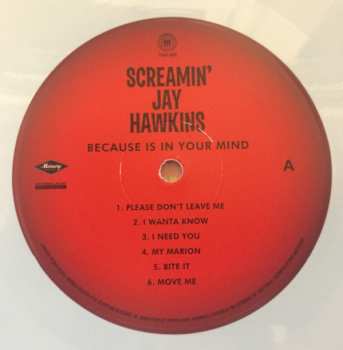 SCREAMIN'
JAY
HAWKINS
BECAUSE IS IN YOUR MIND
A
1. PLEASE DON'T LEAVE ME
2. I WANTA KNOW
3. I NEED YOU
4. MY MARION
5. BITE IT
6. MOVE ME